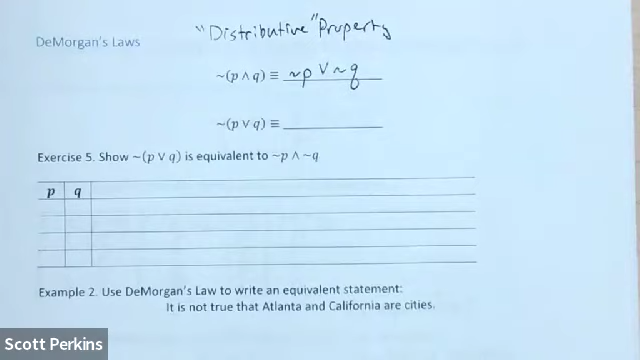 "Distributive" Property
DeMorgan's Laws
~(p ∧ q) ≡ ~p ∨ ~q
~(p ∨ q) ≡ ____________
Exercise 5. Show ~(p ∨ q) is equivalent to ~p ∧ ~q
p q
Example 2. Use DeMorgan's Law to write an equivalent statement:
It is not true that Atlanta and California are cities.
Scott Perkins